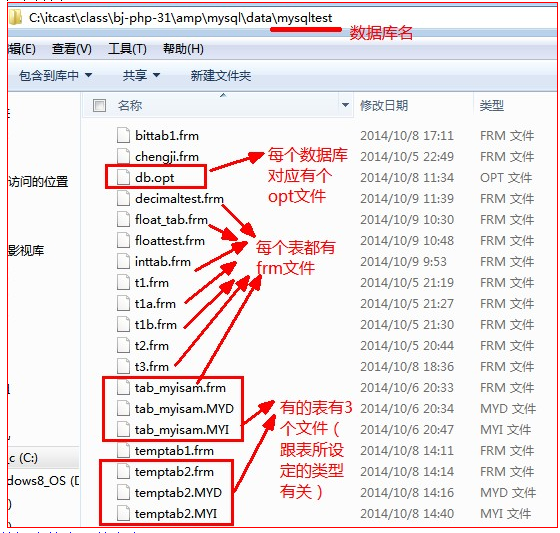 C:\itcast\class\bj-php-31\amp\mysql\data\mysqltest
数据库名
(E) 查看(V) 工具(T) 帮助(H)
包含到库中 共享 新建文件夹
名称 修改日期 类型
bittab1.frm 2014/10/8 17:11 FRM 文件
chengji.frm 2014/10/5 22:49 FRM 文件
db.opt 2014/10/5 11:34 OPT 文件
decimaltest.frm 2014/10/9 11:39 FRM 文件
float_tab.frm 2014/10/9 10:30 FRM 文件
floattest.frm 2014/10/9 10:48 FRM 文件
inttab.frm 2014/10/9 9:53 FRM 文件
t1.frm 2014/10/5 21:19 FRM 文件
t1a.frm 2014/10/5 21:27 FRM 文件
t1b.frm 2014/10/5 21:30 FRM 文件
t2.frm 2014/10/5 20:44 FRM 文件
t3.frm 2014/10/8 18:36 FRM 文件
tab_myisam.frm 2014/10/6 20:33 FRM 文件
tab_myisam.MYD 2014/10/6 20:34 MYD 文件
tab_myisam.MYI 2014/10/6 20:47 MYI 文件
temptab1.frm 2014/10/8 14:11 FRM 文件
temptab2.frm 2014/10/8 14:14 FRM 文件
temptab2.MYD 2014/10/8 14:16 MYD 文件
temptab2.MYI 2014/10/8 14:40 MYI 文件
每个数据库
对应有个
opt文件
每个表都有
frm文件
有的表有3
个文件（
跟表所设
定的类型
有关）
访问的位置
影视库
_c (C:)
dows8_OS (D